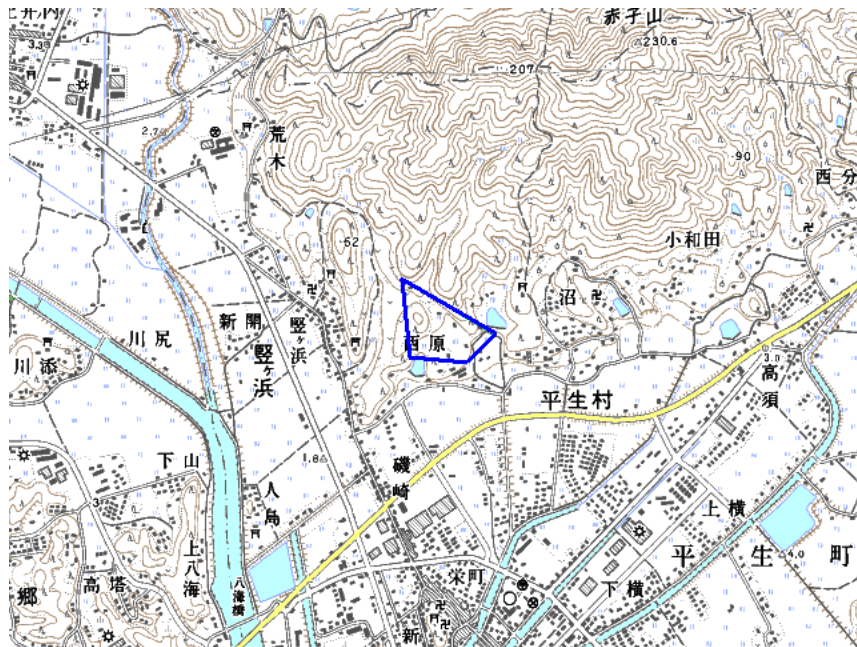 赤子山
230.6
207
3.3
荒木
2.7
90
西分
小和田
62
沼
新開
竪ヶ浜
竪ヶ浜
川尻
川添
西原
平生村
3.0
高須
磯崎
1.8
下山
人島
3
上八海
上横
平生町
4.0
八海橋
高塔
郷
栄町
下横
新